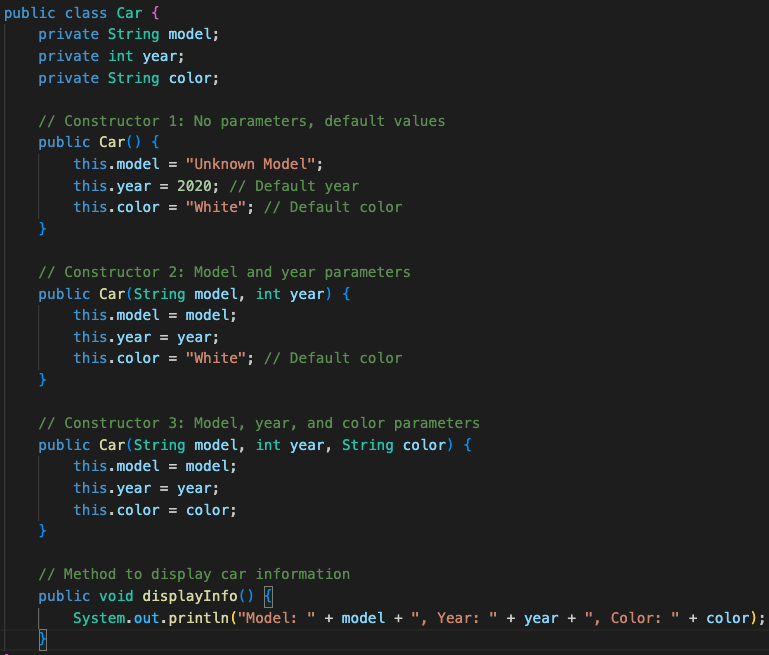 public class Car {
    private String model;
    private int year;
    private String color;

    // Constructor 1: No parameters, default values
    public Car() {
        this.model = "Unknown Model";
        this.year = 2020; // Default year
        this.color = "White"; // Default color
    }

    // Constructor 2: Model and year parameters
    public Car(String model, int year) {
        this.model = model;
        this.year = year;
        this.color = "White"; // Default color
    }

    // Constructor 3: Model, year, and color parameters
    public Car(String model, int year, String color) {
        this.model = model;
        this.year = year;
        this.color = color;
    }

    // Method to display car information
    public void displayInfo() {
        System.out.println("Model: " + model + ", Year: " + year + ", Color: " + color);
    }